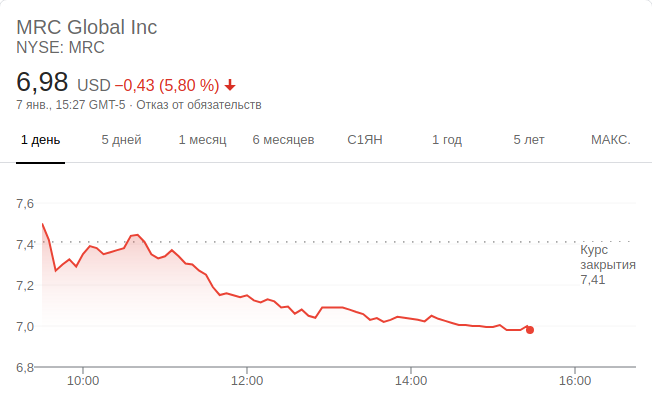 MRC Global Inc
NYSE: MRC
6,98 USD −0,43 (5,80 %)
7 янв., 15:27 GMT-5 · Отказ от обязательств
1 день 5 дней 1 месяц 6 месяцев С1ЯН 1 год 5 лет МАКС.
7,6
7,4
Курс
закрытия
7,41
7,2
7,0
6,8
10:00 12:00 14:00 16:00